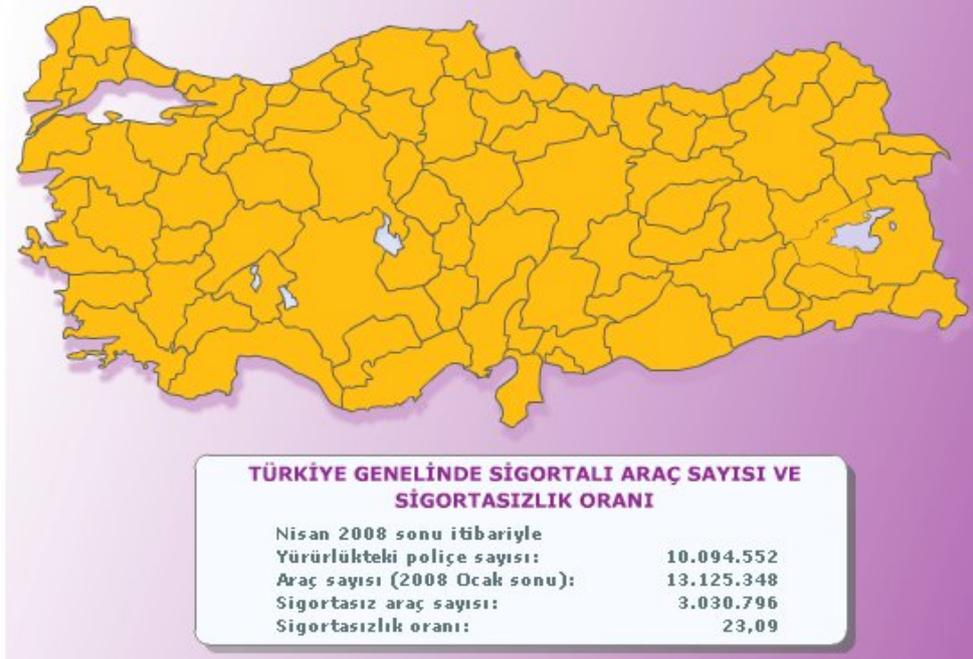 TÜRKİYE GENELİNDE SİGORTALI ARAÇ SAYISI VE
SİGORTASIZLIK ORANI
Nisan 2008 sonu itibariyle
Yürürlükteki poliçe sayısı: 10.094.552
Araç sayısı (2008 Ocak sonu): 13.125.348
Sigortasız araç sayısı: 3.030.796
Sigortasızlık oranı: 23,09